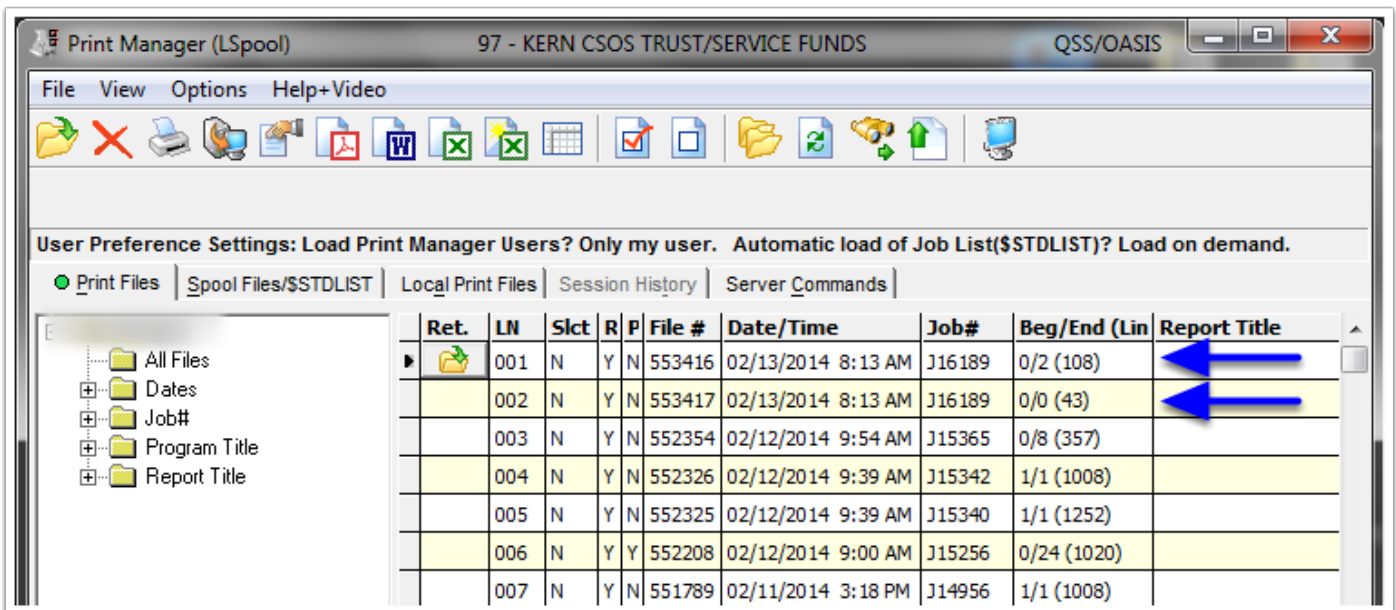 Print Manager (LSpool) 97 - KERN CSOS TRUST/SERVICE FUNDS QSS/OASIS
File View Options Help+Video
User Preference Settings: Load Print Manager Users? Only my user. Automatic load of Job List($STDLIST)? Load on demand.
Print Files Spool Files/$STDLIST Local Print Files Session History Server Commands
Ret. LN Slct R P File # Date/Time Job# Beg/End (Lin Report Title
All Files
Dates
Job#
Program Title
Report Title
001 N Y N 553416 02/13/2014 8:13 AM J16189 0/2 (108)
002 N Y N 553417 02/13/2014 8:13 AM J16189 0/0 (43)
003 N Y N 552354 02/12/2014 9:54 AM J15365 0/8 (357)
004 N Y N 552326 02/12/2014 9:39 AM J15342 1/1 (1008)
005 N Y N 552325 02/12/2014 9:39 AM J15340 1/1 (1252)
006 N Y Y 552208 02/12/2014 9:00 AM J15256 0/24 (1020)
007 N Y N 551789 02/11/2014 3:18 PM J14956 1/1 (1008)